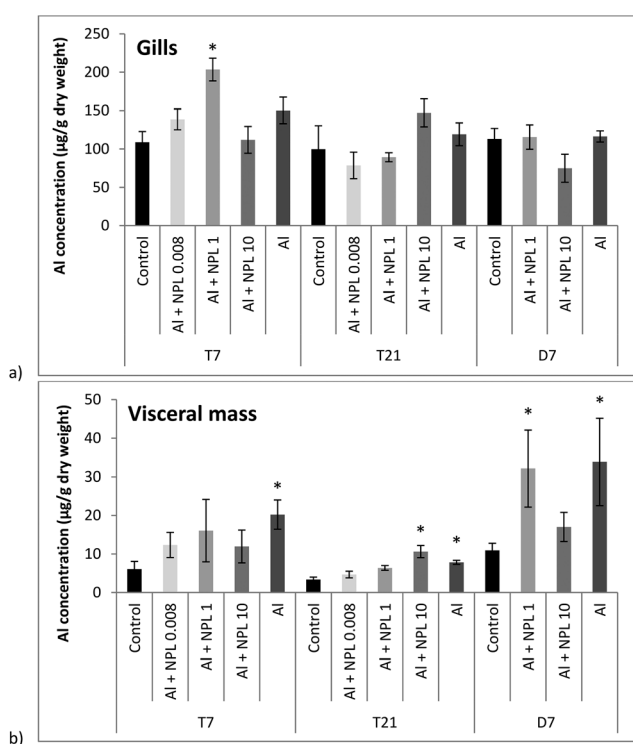 Gills
Al concentration (µg/g dry weight)
250
200
150
100
50
0
*
Control
Al + NPL 0.008
Al + NPL 1
Al + NPL 10
Al
Control
Al + NPL 0.008
Al + NPL 1
Al + NPL 10
Al
Control
Al + NPL 1
Al + NPL 10
Al
T7
T21
D7
a)
Visceral mass
Al concentration (µg/g dry weight)
50
40
30
20
10
0
*
*
*
*
*
Control
Al + NPL 0.008
Al + NPL 1
Al + NPL 10
Al
Control
Al + NPL 0.008
Al + NPL 1
Al + NPL 10
Al
Control
Al + NPL 1
Al + NPL 10
Al
T7
T21
D7
b)